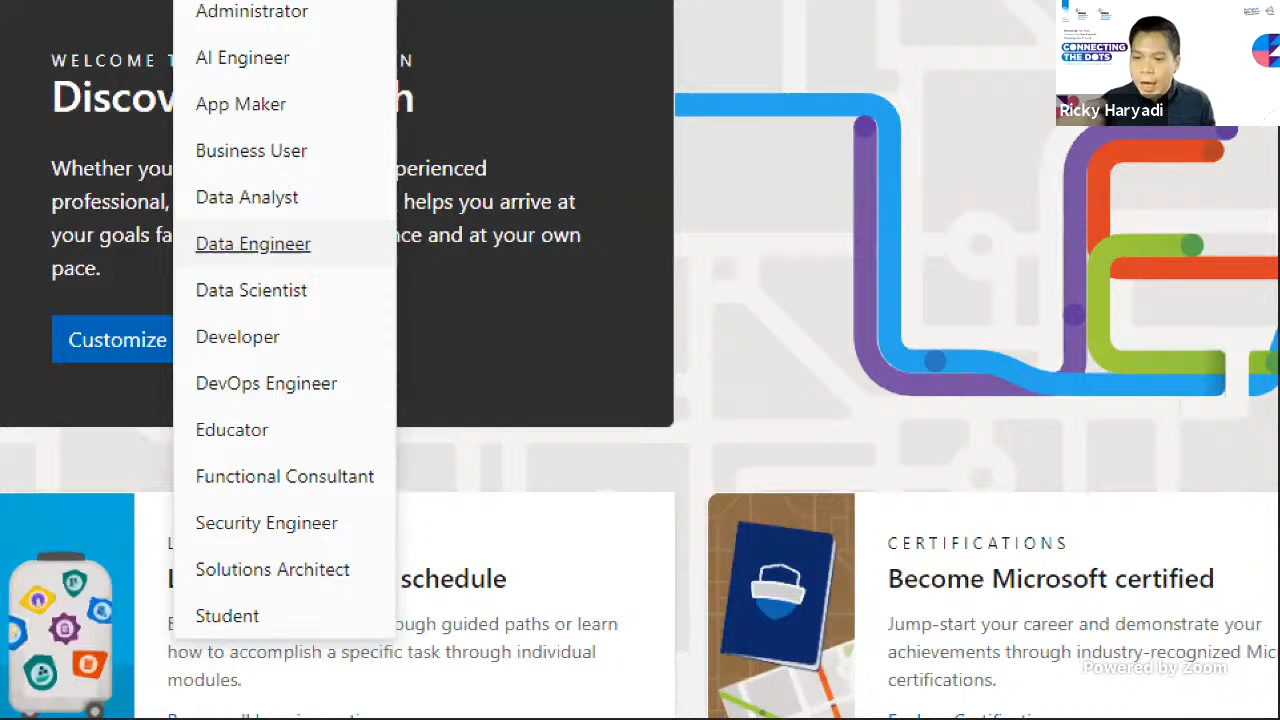 Administrator
AI Engineer
App Maker
Business User
Data Analyst
Data Engineer
Data Scientist
Developer
DevOps Engineer
Educator
Functional Consultant
Security Engineer
Solutions Architect
Student
WELCOME
Discov
Whether you perienced
professional, helps you arrive at
your goals fa nce and at your own
pace.
Customize
schedule
ough guided paths or learn
how to accomplish a specific task through individual
modules.
CERTIFICATIONS
Become Microsoft certified
Jump-start your career and demonstrate your
achievements through industry-recognized Mic
certifications.
CONNECTING
THE DOTS
Ricky Haryadi
Powered by Zoom